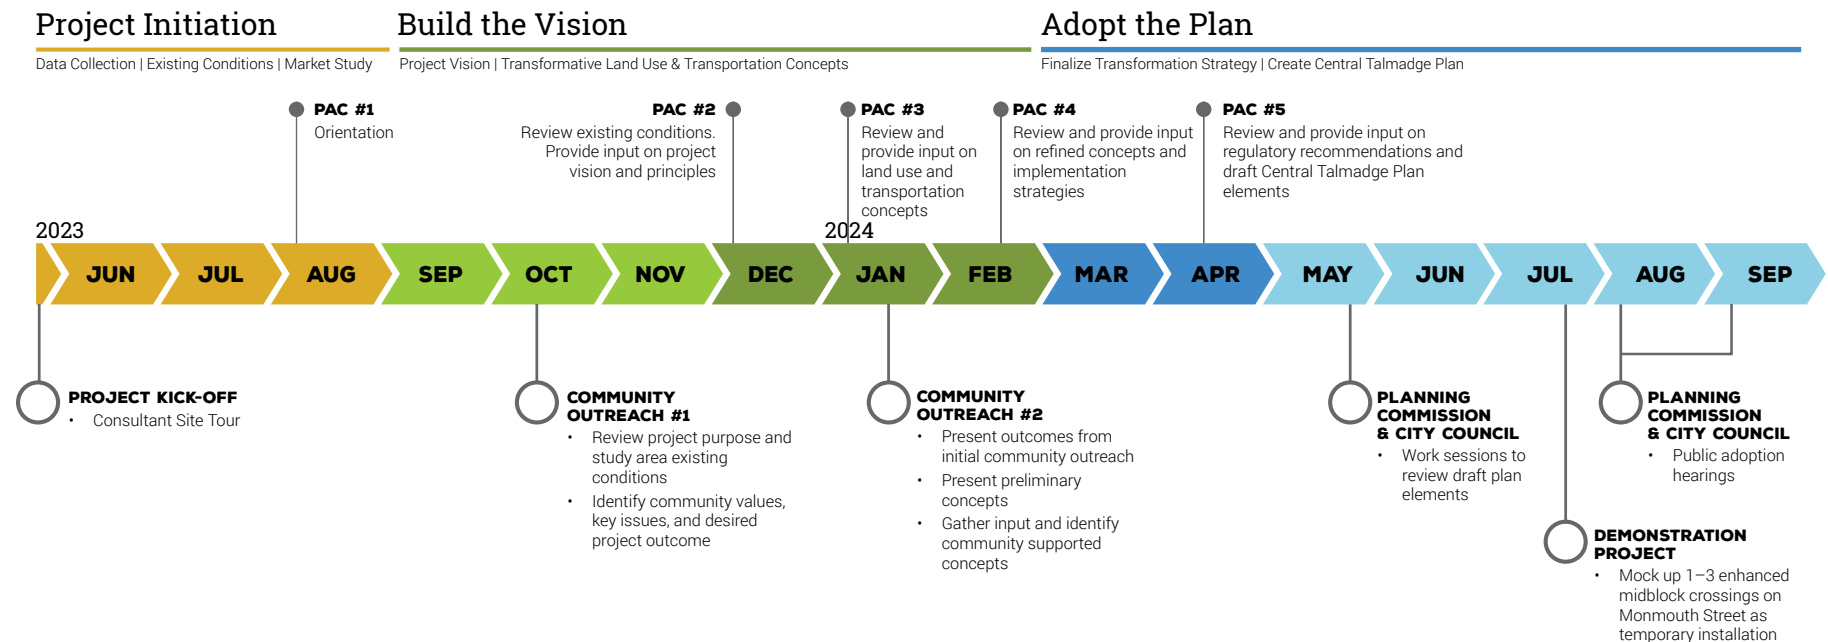 Project Initiation
Data Collection | Existing Conditions | Market Study
Build the Vision
Project Vision | Transformative Land Use & Transportation Concepts
Adopt the Plan
Finalize Transformation Strategy | Create Central Talmadge Plan
PAC #1
Orientation
PAC #2
Review existing conditions.
Provide input on project
vision and principles
PAC #3
Review and
provide input on
land use and
transportation
concepts
PAC #4
Review and provide input
on refined concepts and
implementation
strategies
PAC #5
Review and provide input on
regulatory recommendations and
draft Central Talmadge Plan
elements
2023
2024
JUN
JUL
AUG
SEP
OCT
NOV
DEC
JAN
FEB
MAR
APR
MAY
JUN
JUL
AUG
SEP
PROJECT KICK-OFF
• Consultant Site Tour
COMMUNITY
OUTREACH #1
• Review project purpose and
study area existing
conditions
• Identify community values,
key issues, and desired
project outcome
COMMUNITY
OUTREACH #2
• Present outcomes from
initial community outreach
• Present preliminary
concepts
• Gather input and identify
community supported
concepts
PLANNING
COMMISSION
& CITY COUNCIL
• Work sessions to
review draft plan
elements
DEMONSTRATION
PROJECT
• Mock up 1–3 enhanced
midblock crossings on
Monmouth Street as
temporary installation
PLANNING
COMMISSION
& CITY COUNCIL
• Public adoption
hearings